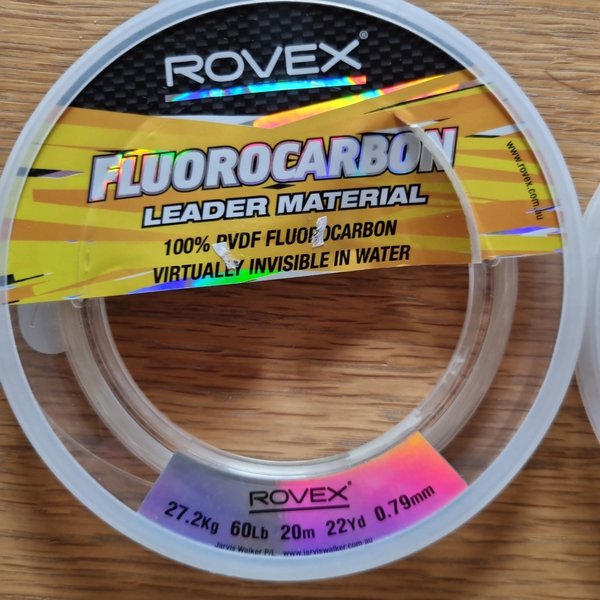 ROVEX®
FLUOROCARBON
LEADER MATERIAL
100% PVDF FLUOROCARBON
VIRTUALLY INVISIBLE IN WATER
www.rovex.com.au
ROVEX®
27.2Kg 60Lb 20m 22Yd 0.79mm
Jarvis Walker P/L www.jarviswalker.com.au